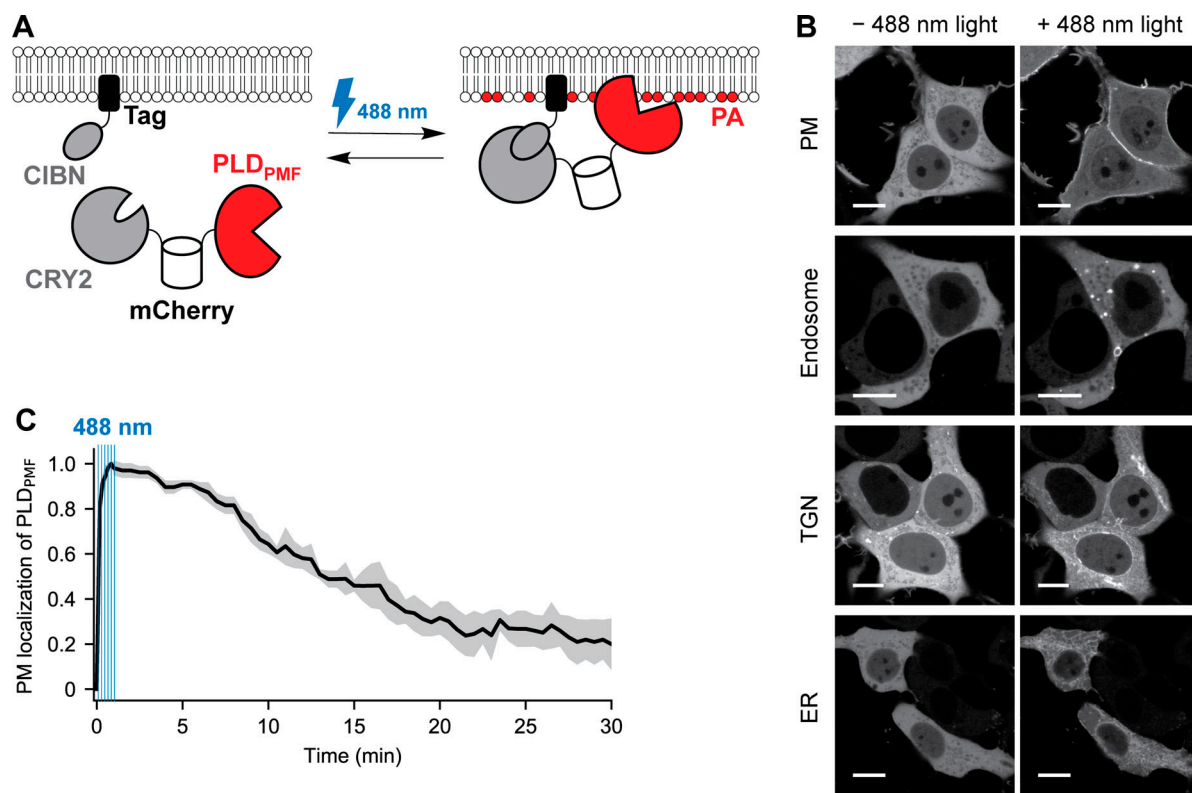 A
Tag
CIBN
PLDPMF
CRY2
mCherry
488 nm
PA
B
– 488 nm light
+ 488 nm light
PM
Endosome
TGN
ER
C
488 nm
PM localization of PLDPMF
1.0
0.8
0.6
0.4
0.2
0
0 5 10 15 20 25 30
Time (min)